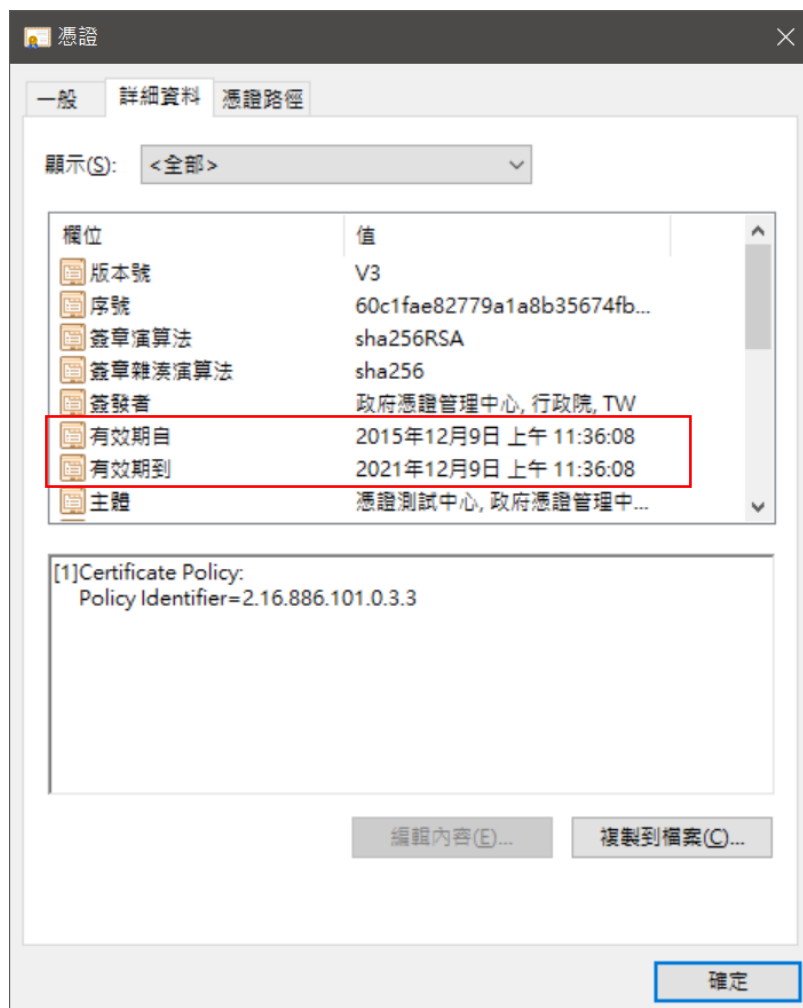 憑證
一般 詳細資料 憑證路徑
顯示(S): <全部>
欄位 值
版本號 V3
序號 60c1fae82779a1a8b35674fb...
簽章演算法 sha256RSA
簽章雜湊演算法 sha256
簽發者 政府憑證管理中心, 行政院, TW
有效期自 2015年12月9日 上午 11:36:08
有效期到 2021年12月9日 上午 11:36:08
主體 憑證測試中心, 政府憑證管理中...
[1]Certificate Policy:
Policy Identifier=2.16.886.101.0.3.3
編輯內容(E)... 複製到檔案(C)...
確定